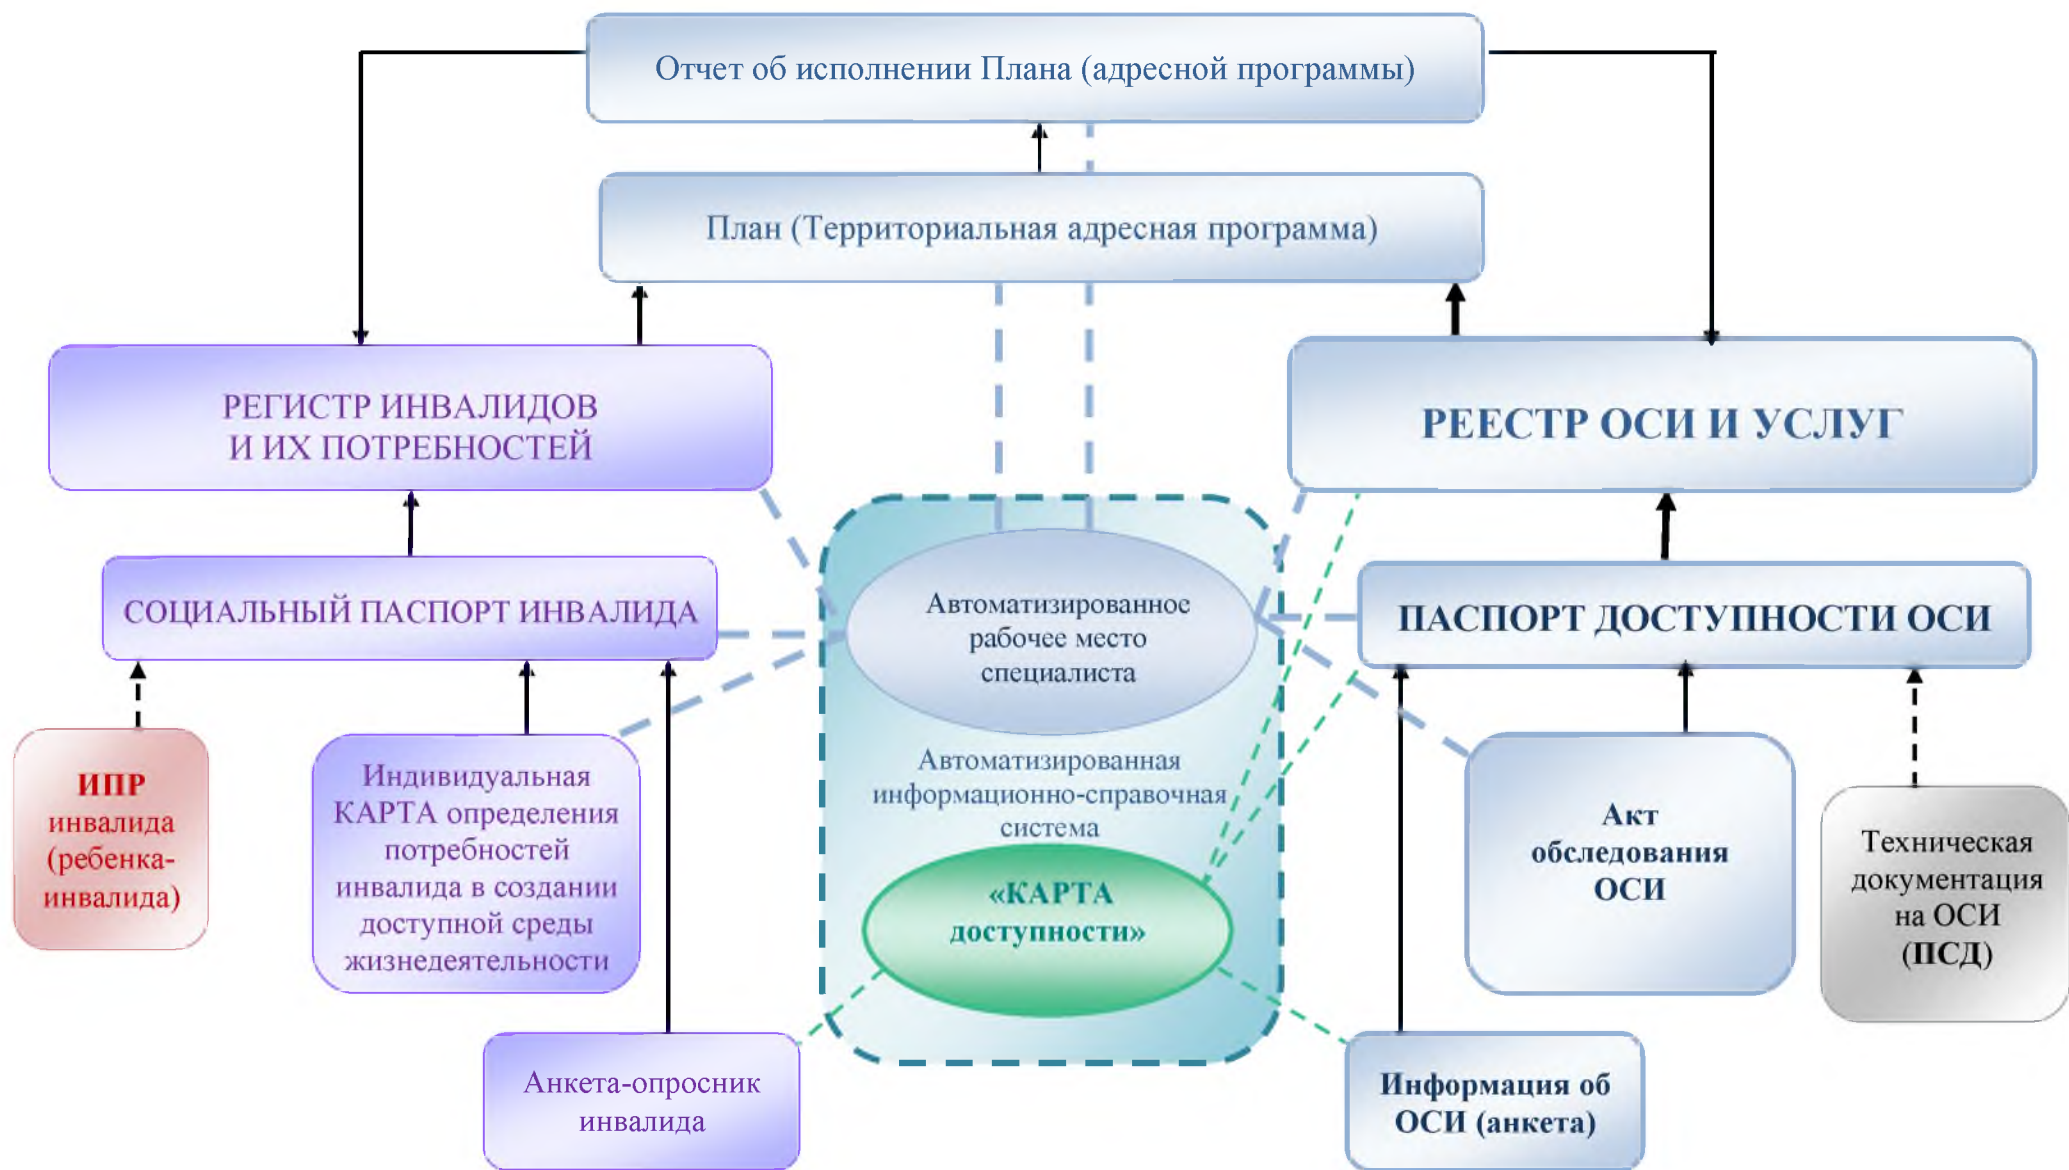 Отчет об исполнении Плана (адресной программы)
План (Территориальная адресная программа)
РЕГИСТР ИНВАЛИДОВ
И ИХ ПОТРЕБНОСТЕЙ
РЕЕСТР ОСИ И УСЛУГ
СОЦИАЛЬНЫЙ ПАСПОРТ ИНВАЛИДА
Автоматизированное
рабочее место
специалиста
ПАСПОРТ ДОСТУПНОСТИ ОСИ
ИПР
инвалида
(ребенка-
инвалида)
Индивидуальная
КАРТА определения
потребностей
инвалида в создании
доступной среды
жизнедеятельности
Автоматизированная
информационно-справочная
система
«КАРТА
доступности»
Акт
обследования
ОСИ
Техническая
документация
на ОСИ
(ПСД)
Анкета-опросник
инвалида
Информация об
ОСИ (анкета)